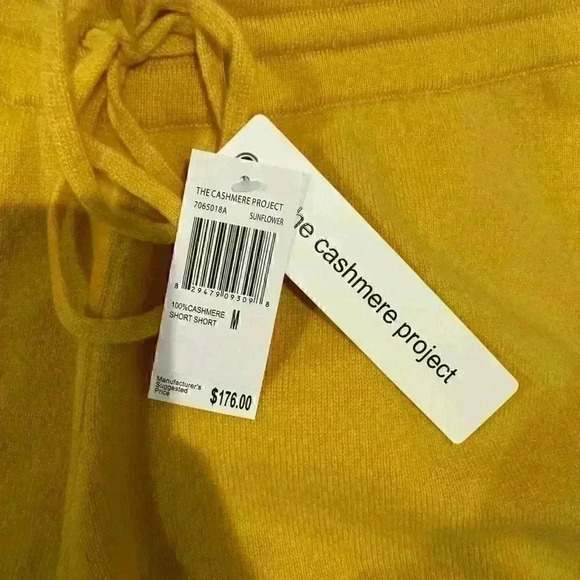 THE CASHMERE PROJECT
7065018A SUNFLOWER
8 29479 09309 8
100%CASHMERE M
SHORT SHORT
Manufacturer's
Suggested
Price $176.00
the cashmere project